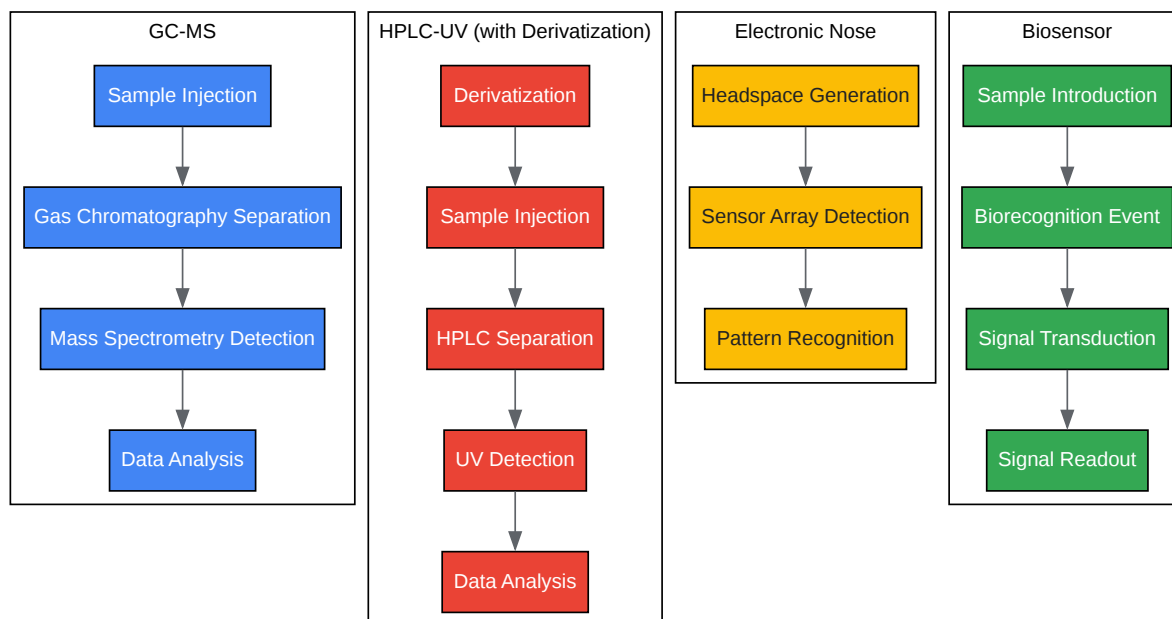 GC-MS
Sample Injection
Gas Chromatography Separation
Mass Spectrometry Detection
Data Analysis
HPLC-UV (with Derivatization)
Derivatization
Sample Injection
HPLC Separation
UV Detection
Data Analysis
Electronic Nose
Headspace Generation
Sensor Array Detection
Pattern Recognition
Biosensor
Sample Introduction
Biorecognition Event
Signal Transduction
Signal Readout